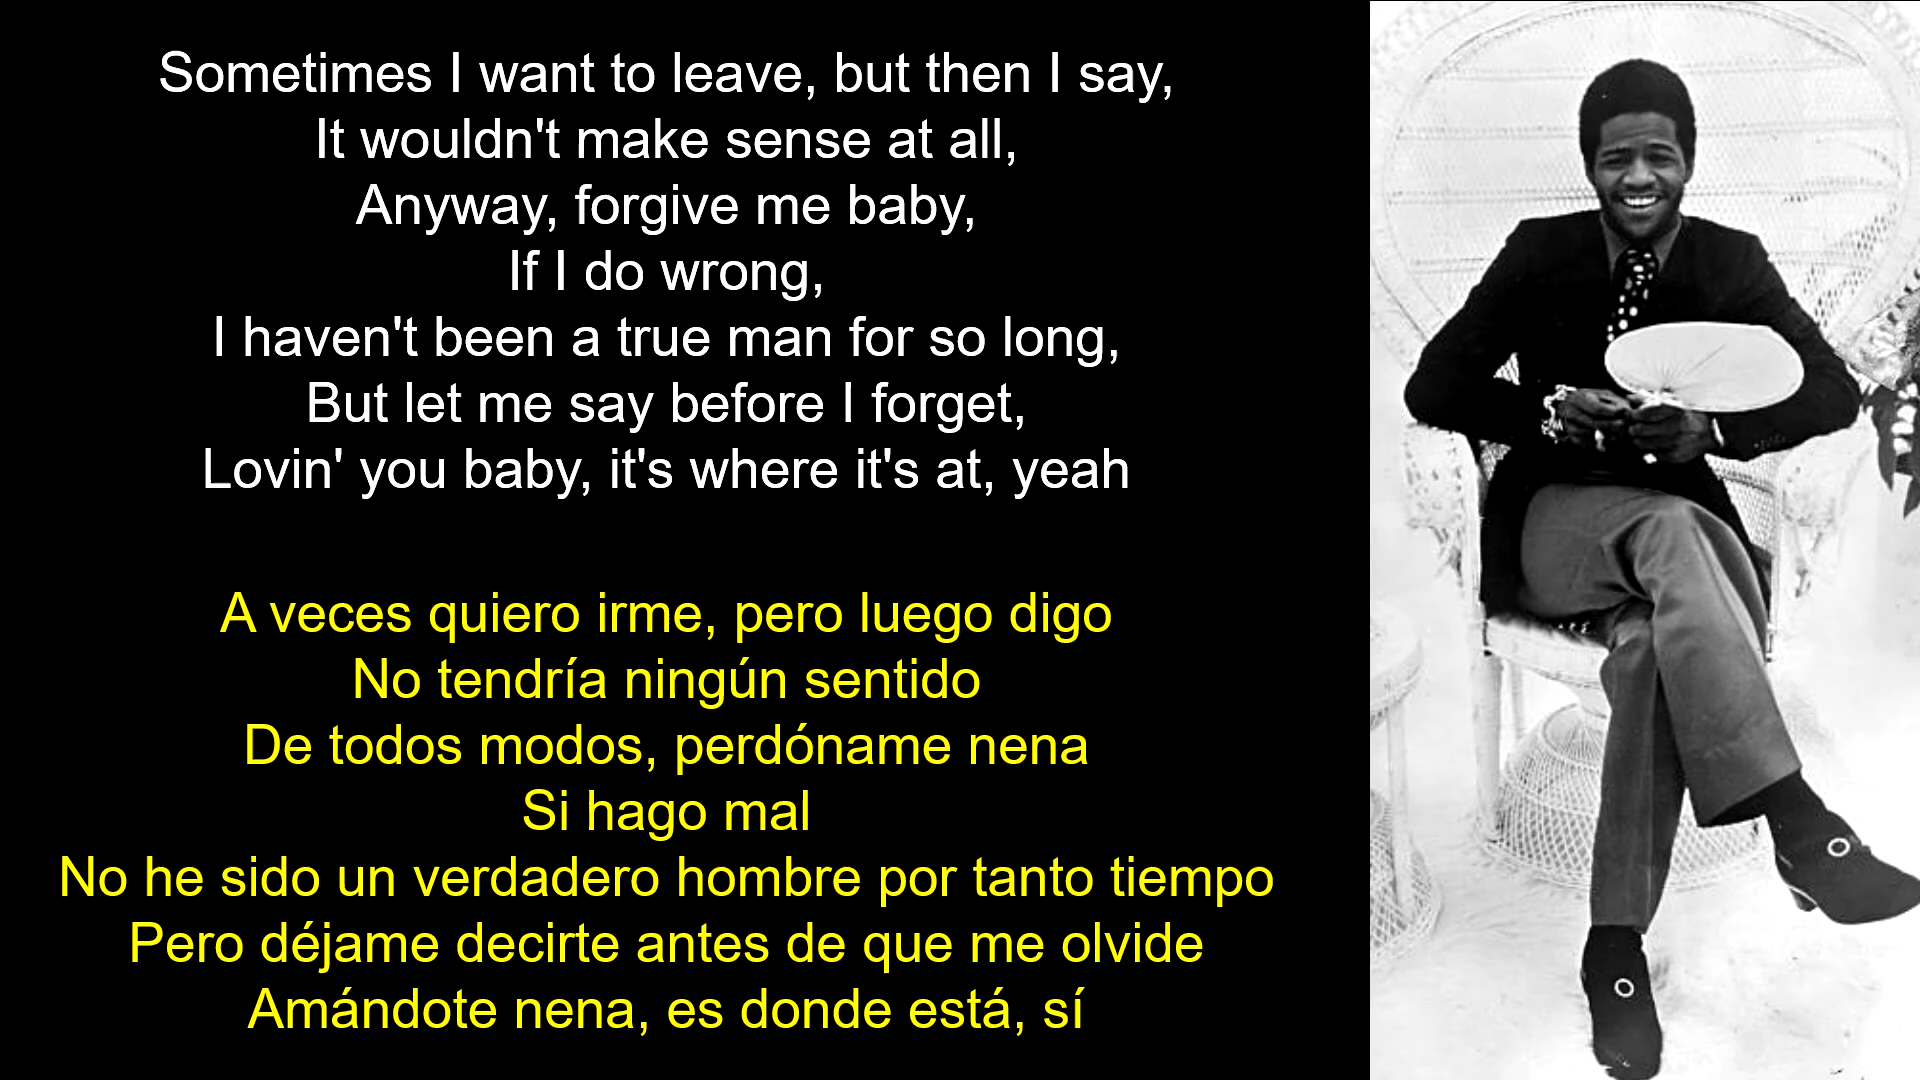 Sometimes I want to leave, but then I say,
It wouldn't make sense at all,
Anyway, forgive me baby,
If I do wrong,
I haven't been a true man for so long,
But let me say before I forget,
Lovin' you baby, it's where it's at, yeah
A veces quiero irme, pero luego digo
No tendría ningún sentido
De todos modos, perdóname nena
Si hago mal
No he sido un verdadero hombre por tanto tiempo
Pero déjame decirte antes de que me olvide
Amándote nena, es donde está, sí